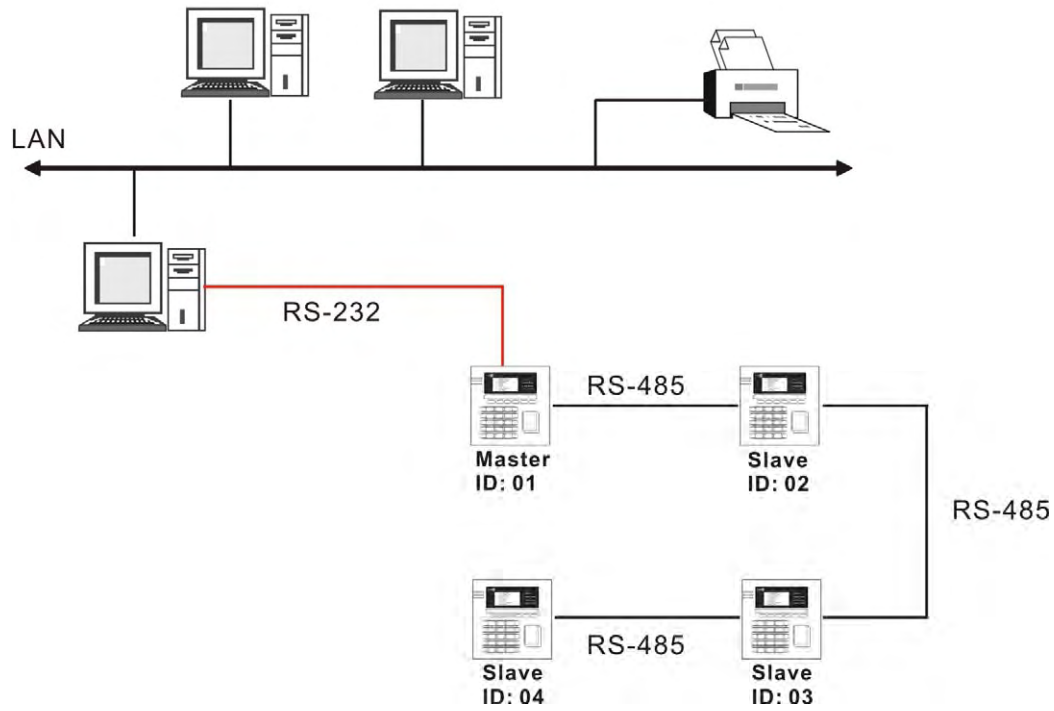 LAN
RS-232
RS-485
Master
ID: 01
Slave
ID: 02
RS-485
RS-485
Slave
ID: 04
Slave
ID: 03